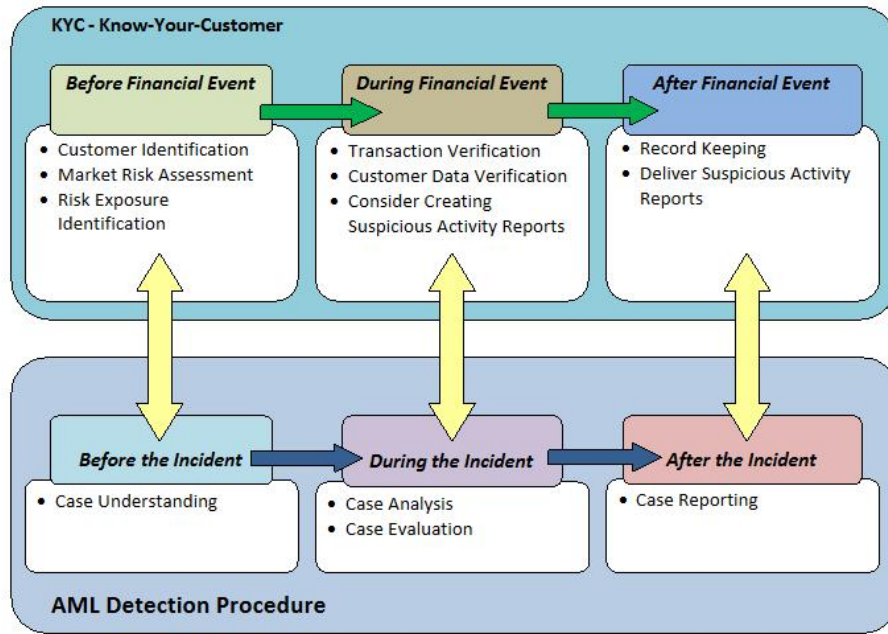 KYC - Know-Your-Customer
Before Financial Event
• Customer Identification
• Market Risk Assessment
• Risk Exposure
Identification
During Financial Event
• Transaction Verification
• Customer Data Verification
• Consider Creating
Suspicious Activity Reports
After Financial Event
• Record Keeping
• Deliver Suspicious Activity
Reports
Before the Incident
• Case Understanding
During the Incident
• Case Analysis
• Case Evaluation
After the Incident
• Case Reporting
AML Detection Procedure